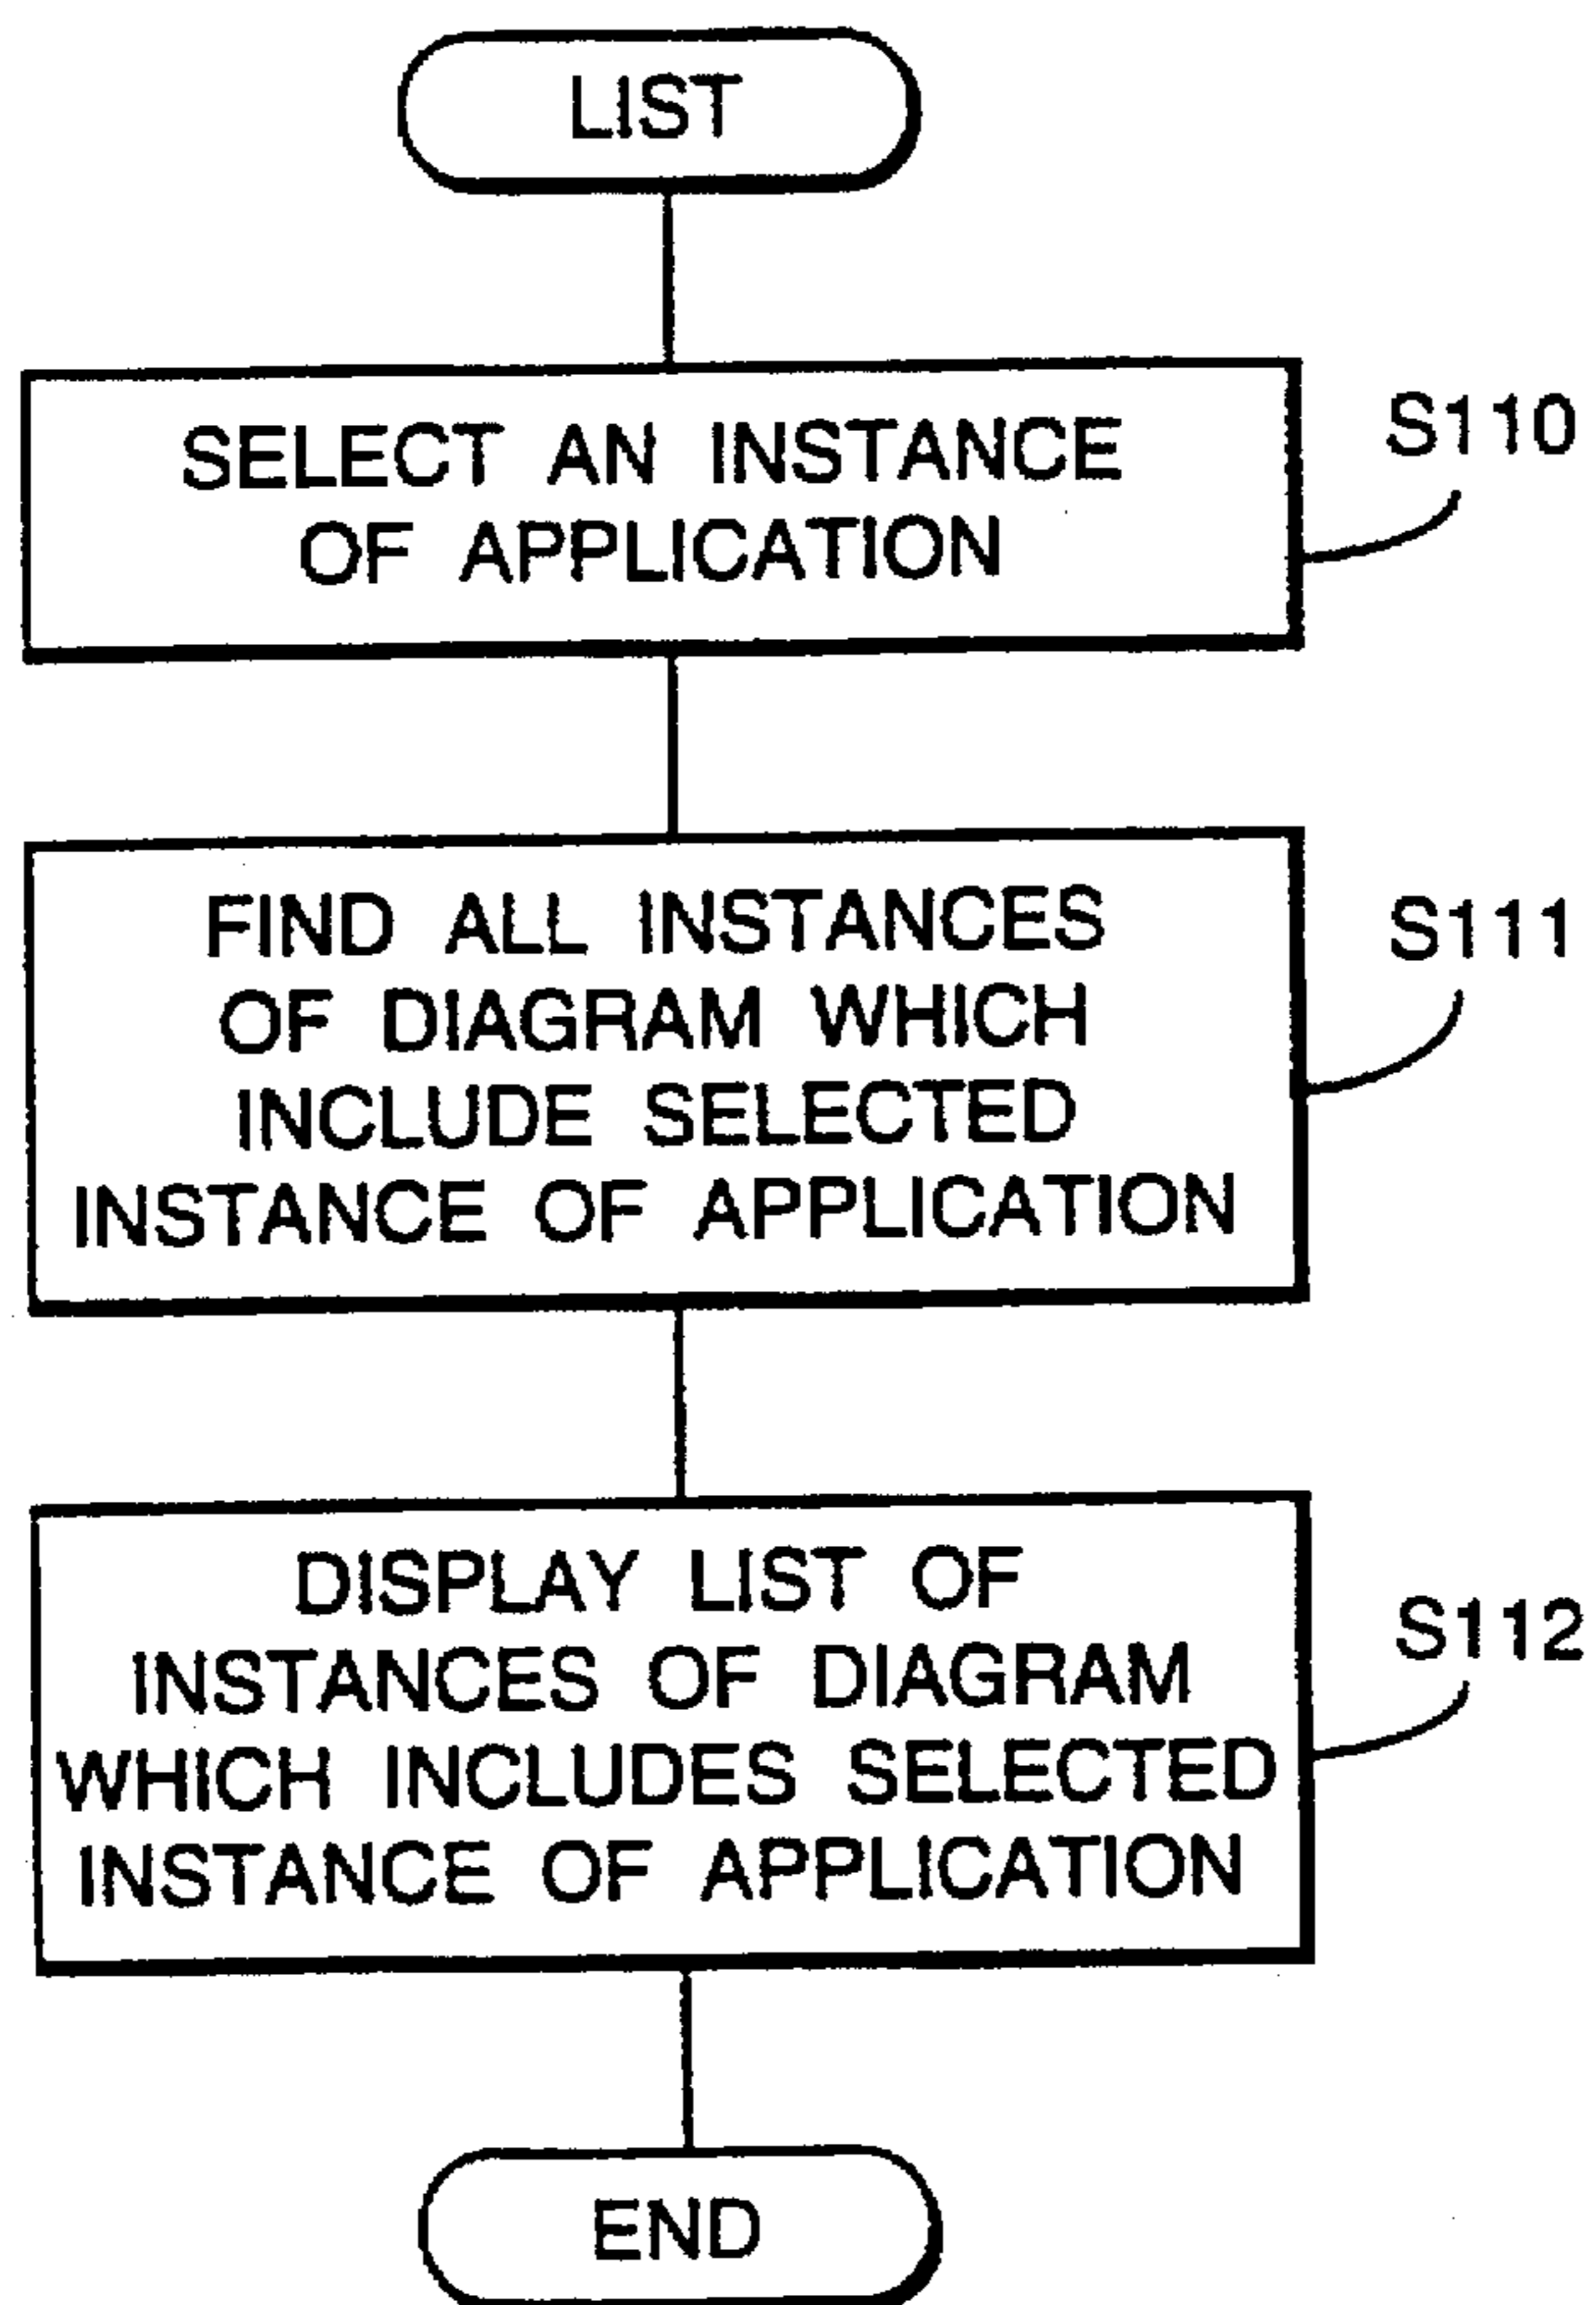 LIST
SELECT AN INSTANCE
OF APPLICATION
S110
FIND ALL INSTANCES
OF DIAGRAM WHICH
INCLUDE SELECTED
INSTANCE OF APPLICATION
S111
DISPLAY LIST OF
INSTANCES OF DIAGRAM
WHICH INCLUDES SELECTED
INSTANCE OF APPLICATION
S112
END